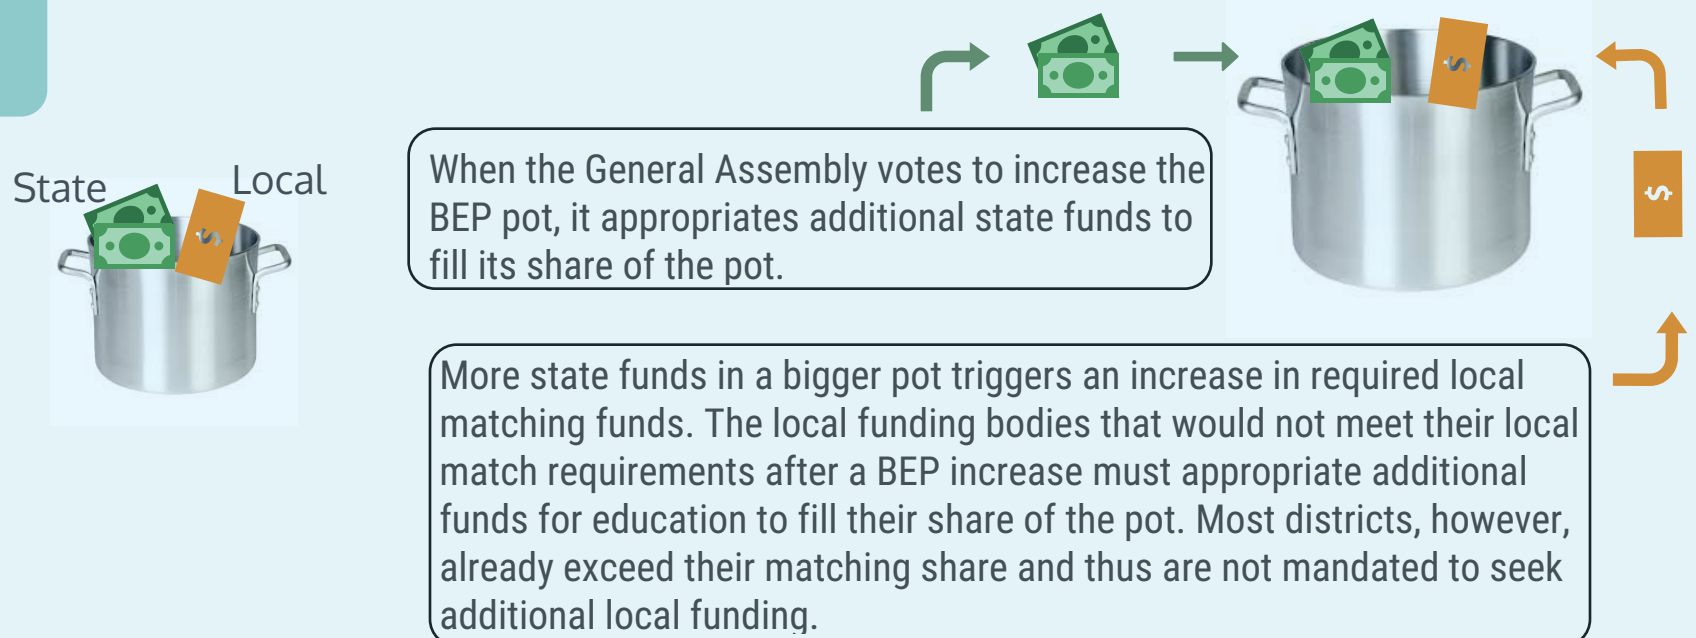 State
Local
When the General Assembly votes to increase the
BEP pot, it appropriates additional state funds to
fill its share of the pot.
$
$
$
More state funds in a bigger pot triggers an increase in required local
matching funds. The local funding bodies that would not meet their local
match requirements after a BEP increase must appropriate additional
funds for education to fill their share of the pot. Most districts, however,
already exceed their matching share and thus are not mandated to seek
additional local funding.